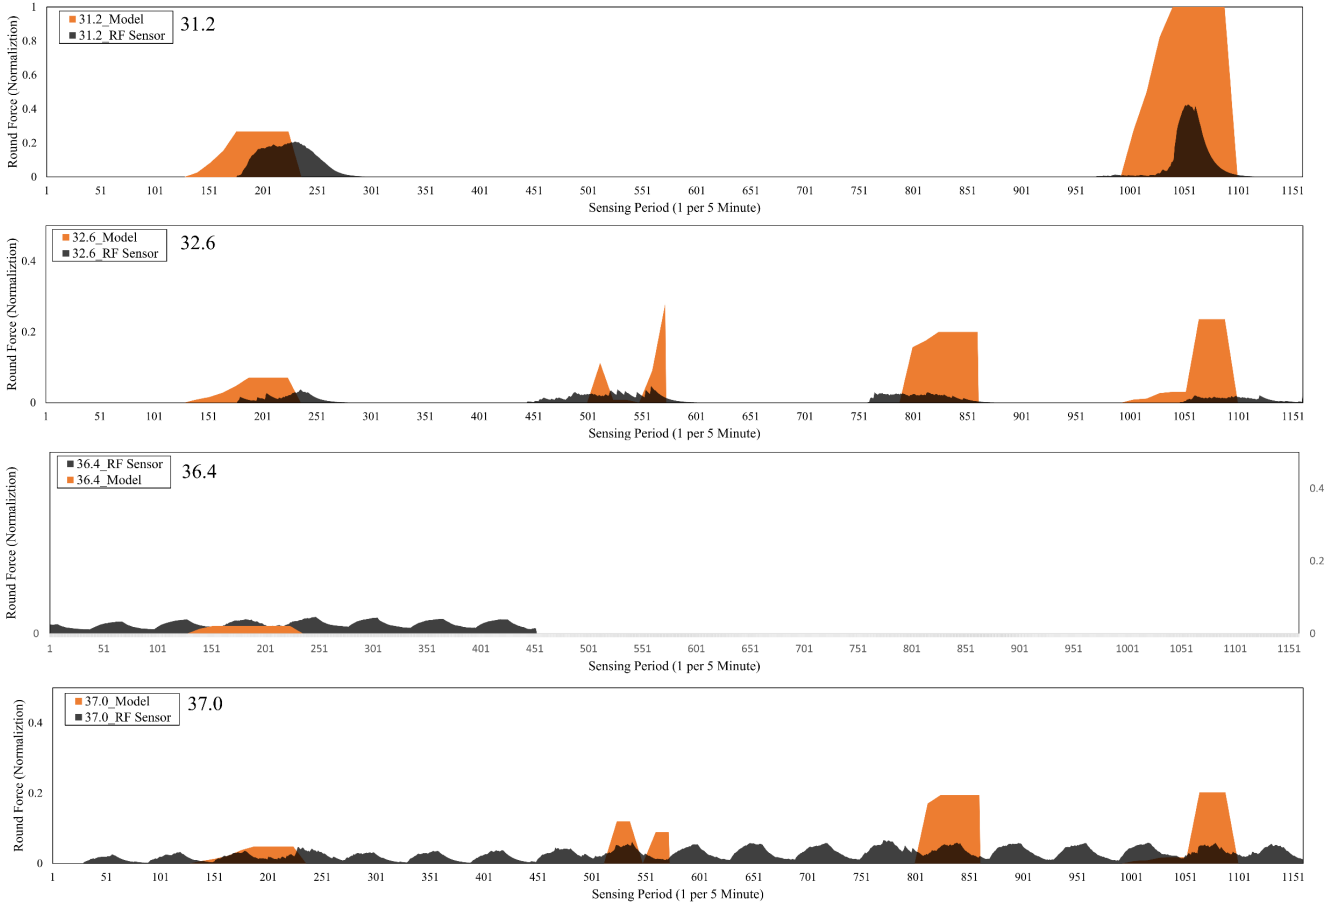 31.2_Model
31.2_RF Sensor
31.2
Round Force (Normaliztion)
1
0.8
0.6
0.4
0.2
0
1 51 101 151 201 251 301 351 401 451 501 551 601 651 701 751 801 851 901 951 1001 1051 1101 1151
Sensing Period (1 per 5 Minute)
32.6_Model
32.6_RF Sensor
32.6
Round Force (Normaliztion)
0.4
0.2
0
1 51 101 151 201 251 301 351 401 451 501 551 601 651 701 751 801 851 901 951 1001 1051 1101 1151
Sensing Period (1 per 5 Minute)
36.4_RF Sensor
36.4_Model
36.4
Round Force (Normaliztion)
0.4
0.2
0 0
1 51 101 151 201 251 301 351 401 451 501 551 601 651 701 751 801 851 901 951 1001 1051 1101 1151
Sensing Period (1 per 5 Minute)
37.0_Model
37.0_RF Sensor
37.0
Round Force (Normaliztion)
0.4
0.2
0
1 51 101 151 201 251 301 351 401 451 501 551 601 651 701 751 801 851 901 951 1001 1051 1101 1151
Sensing Period (1 per 5 Minute)